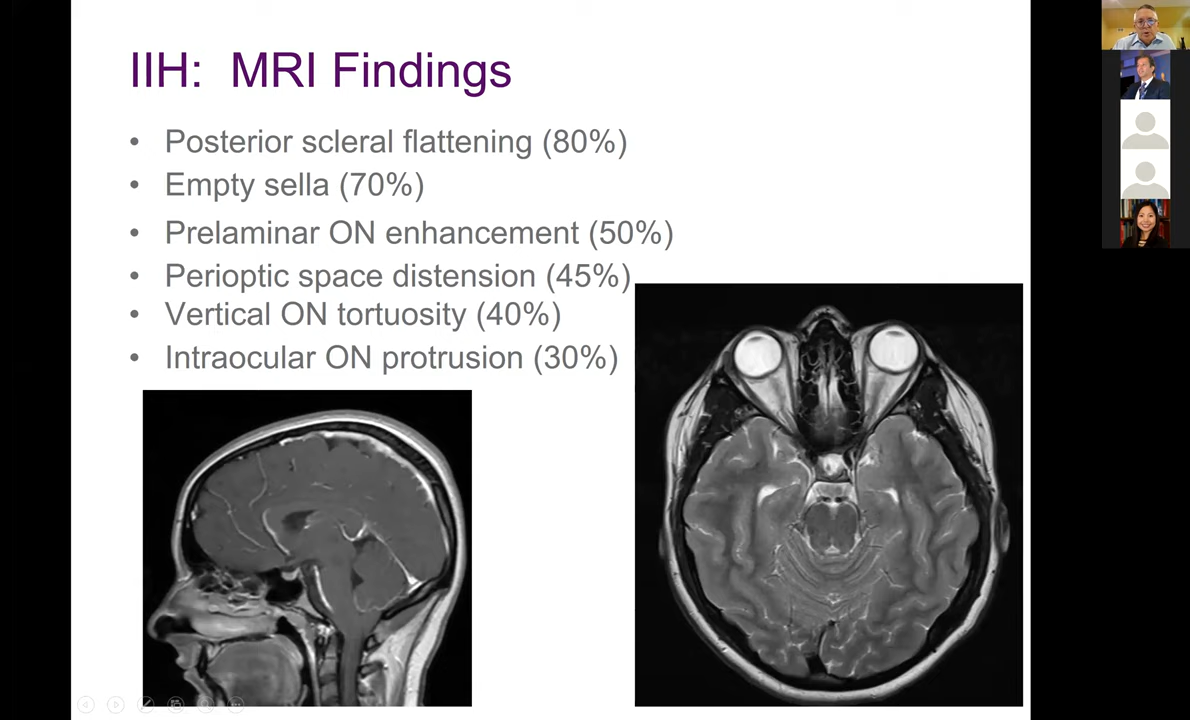 IIH: MRI Findings
• Posterior scleral flattening (80%)
• Empty sella (70%)
• Prelaminar ON enhancement (50%)
• Perioptic space distension (45%)
• Vertical ON tortuosity (40%)
• Intraocular ON protrusion (30%)